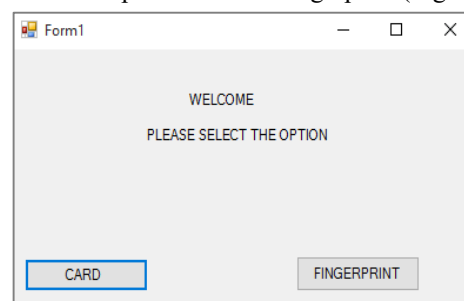 Form1
WELCOME
PLEASE SELECT THE OPTION
CARD
FINGERPRINT